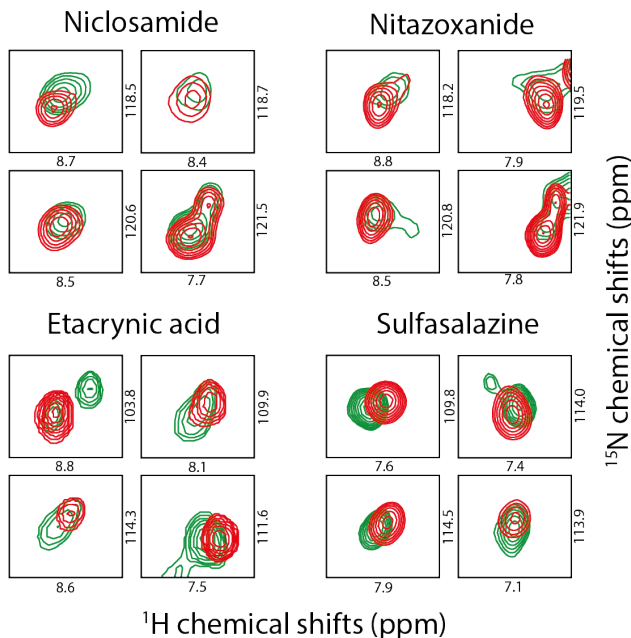 Niclosamide Nitazoxanide
118.5 118.7 118.2 119.5
8.7 8.4 8.8 7.9
120.6 121.5 120.8 121.9
8.5 7.7 8.5 7.8
Etacrynic acid Sulfasalazine
103.8 109.9 109.8 114.0
8.8 8.1 7.6 7.4
114.3 111.6 114.5 113.9
8.6 7.5 7.9 7.1
¹⁵N chemical shifts (ppm)
¹H chemical shifts (ppm)